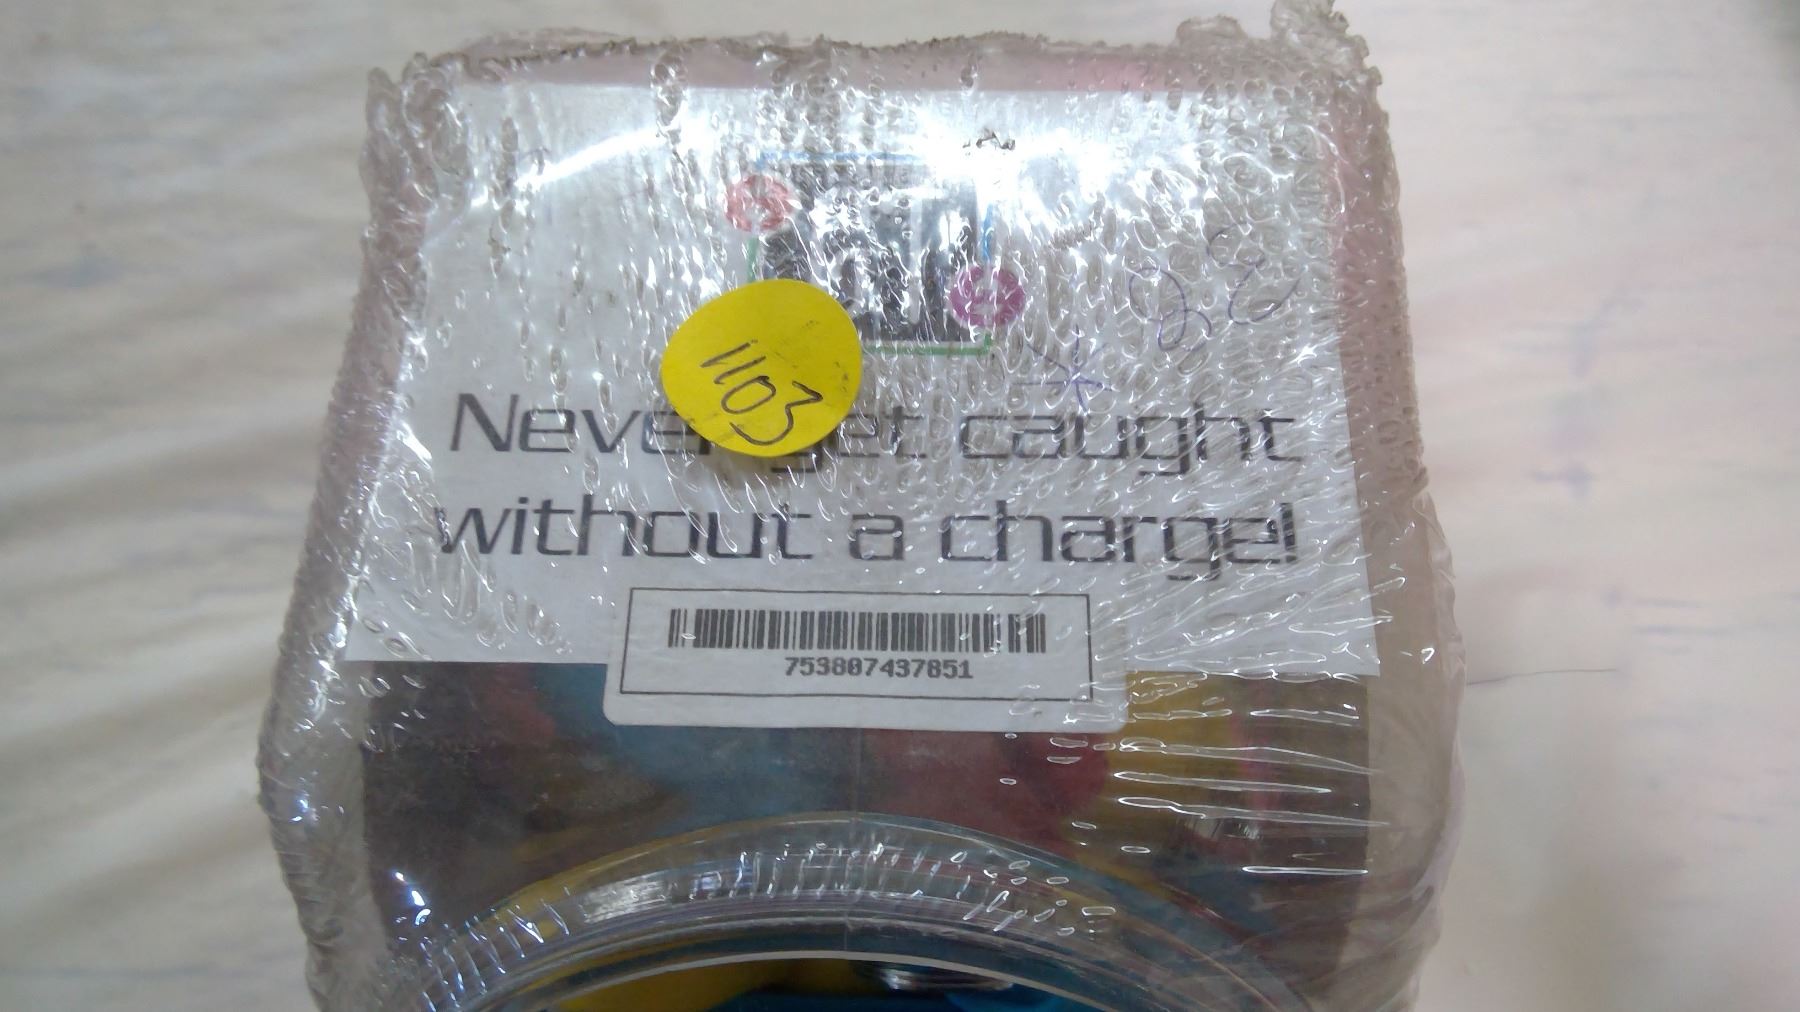 1103
Never get caught
without a charge!
753807437851